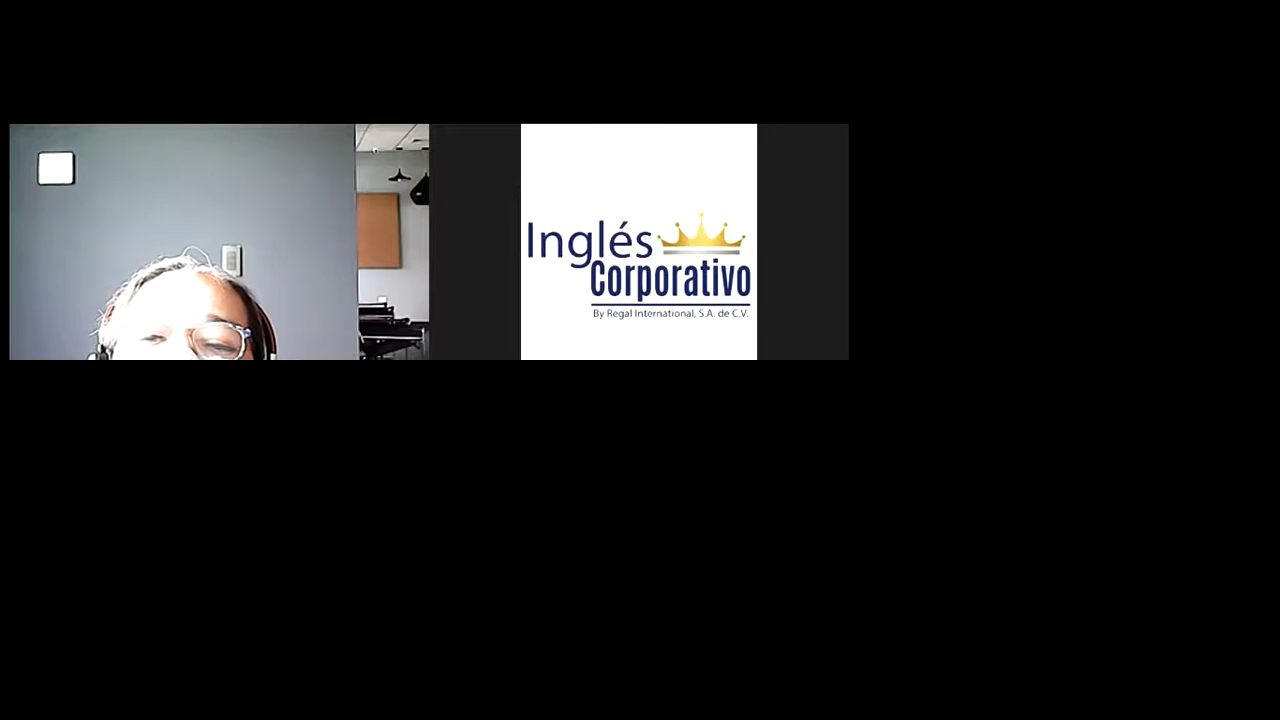 Inglés
Corporativo
By Regal International, S.A. de C.V.